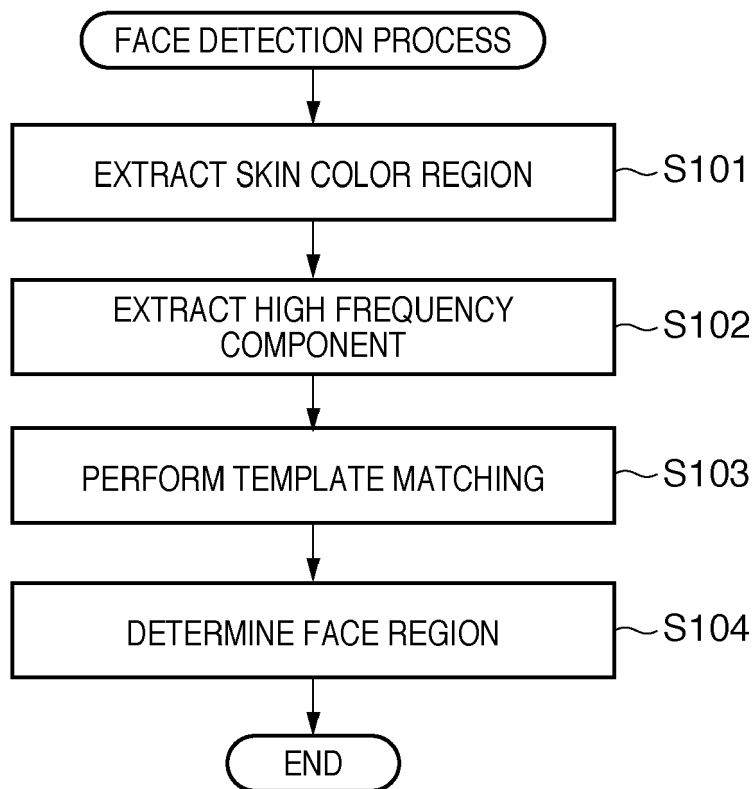 FACE DETECTION PROCESS
EXTRACT SKIN COLOR REGION
S101
EXTRACT HIGH FREQUENCY
COMPONENT
S102
PERFORM TEMPLATE MATCHING
S103
DETERMINE FACE REGION
S104
END